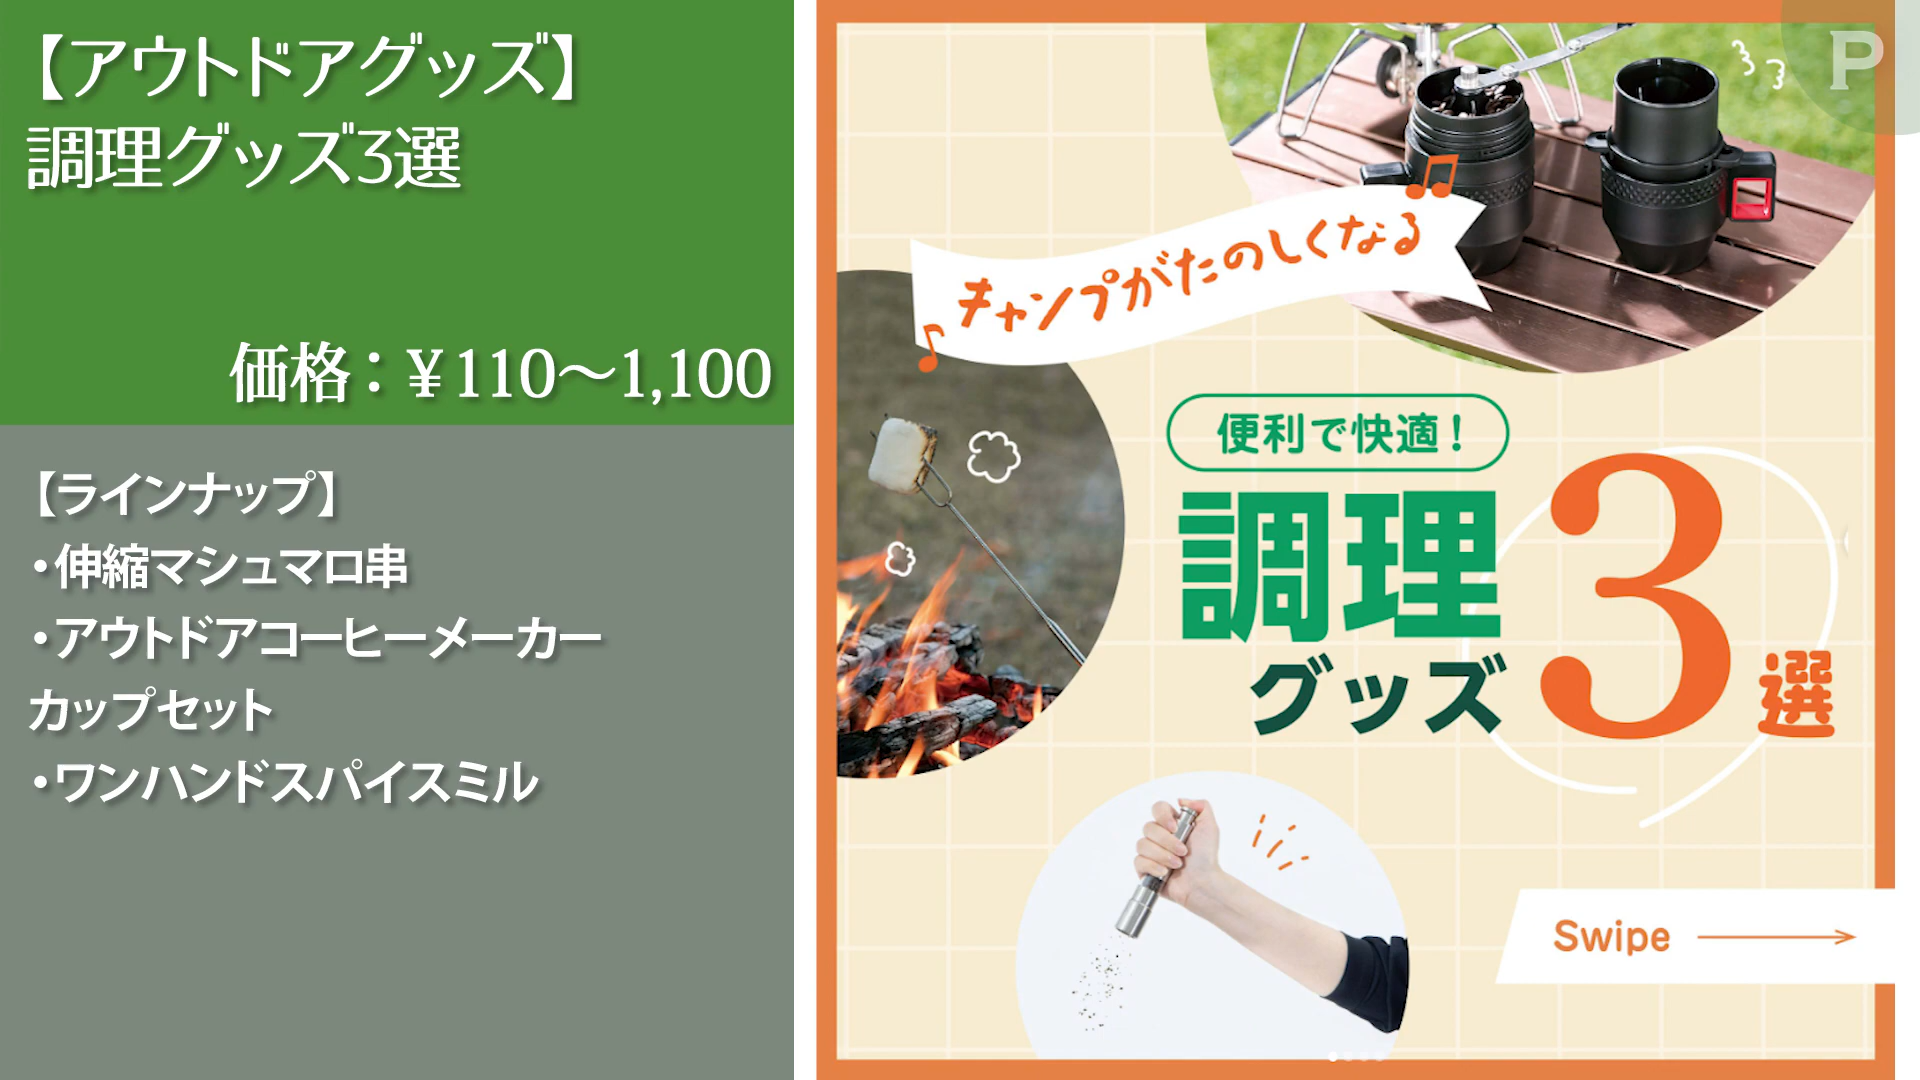 【アウトドアグッズ】
調理グッズ3選
価格：￥110～1,100
【ラインナップ】
・伸縮マシュマロ串
・アウトドアコーヒーメーカー
カップセット
・ワンハンドスパイスミル
P
キャンプがたのしくなる
便利で快適！
調理
グッズ
3選
Swipe